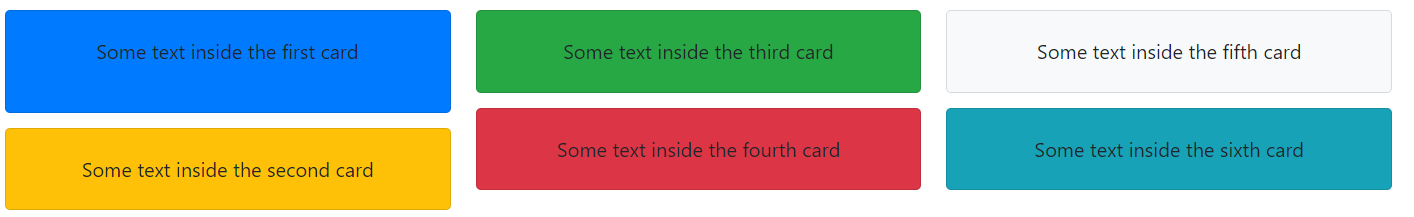 Some text inside the first card
Some text inside the second card
Some text inside the third card
Some text inside the fourth card
Some text inside the fifth card
Some text inside the sixth card